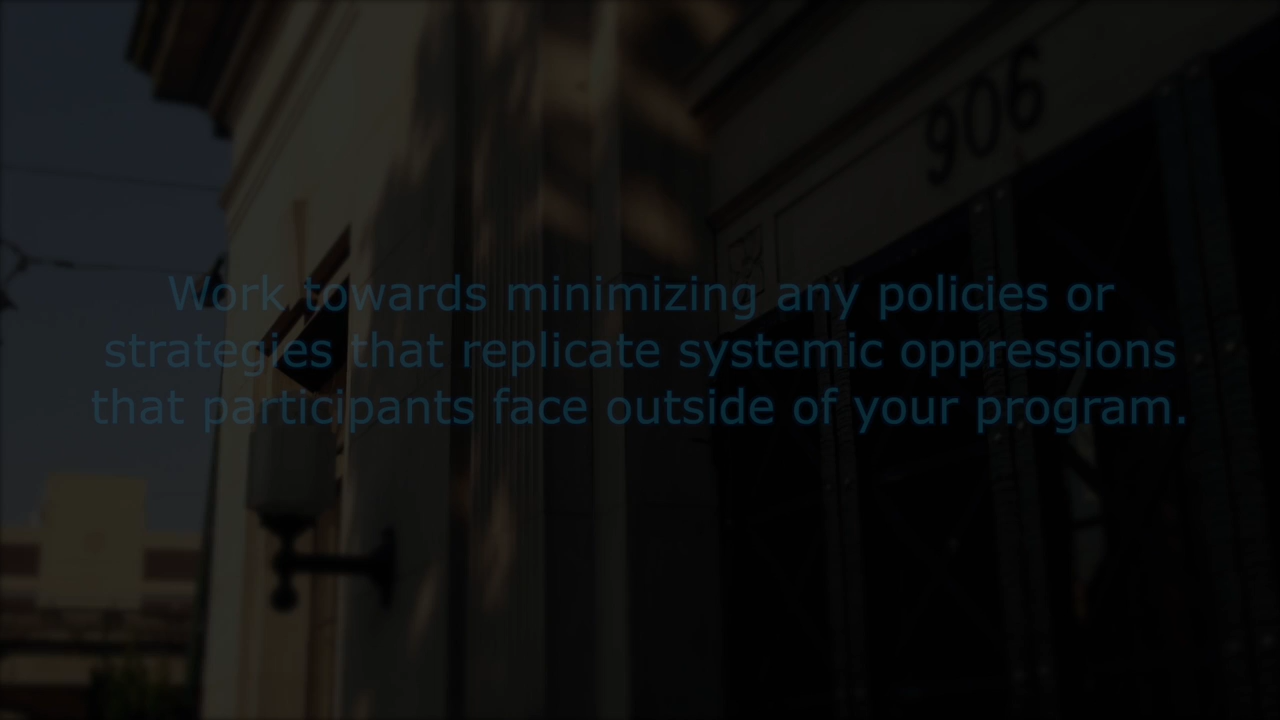 906
Work towards minimizing any policies or
strategies that replicate systemic oppressions
that participants face outside of your program.